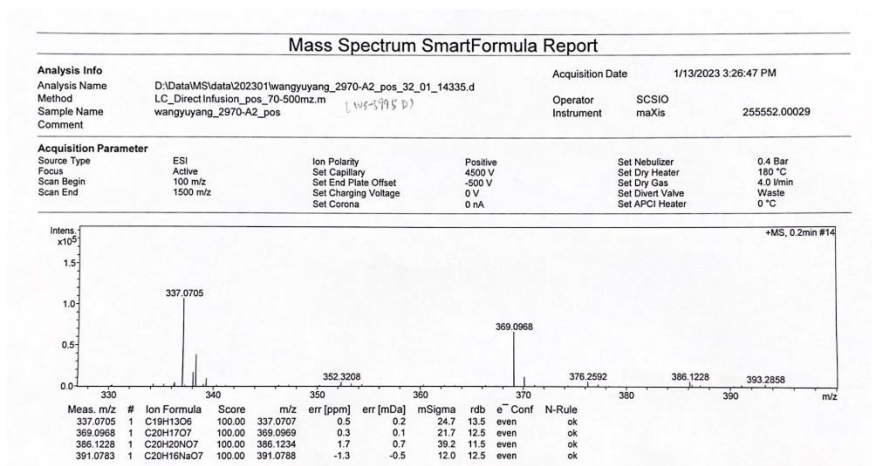 Mass Spectrum SmartFormula Report
Analysis Info
Acquisition Date 1/13/2023 3:26:47 PM
Analysis Name D:\Data\MS\data\202301\wangyuyang_2970-A2_pos_32_01_14335.d
Method LC_Direct Infusion_pos_70-500mz.m
Operator SCSIO
Sample Name wangyuyang_2970-A2_pos
Instrument maXis 255552.00029
Comment
Acquisition Parameter
Source Type ESI Ion Polarity Positive Set Nebulizer 0.4 Bar
Focus Active Set Capillary 4500 V Set Dry Heater 180 °C
Scan Begin 100 m/z Set End Plate Offset -500 V Set Dry Gas 4.0 l/min
Scan End 1500 m/z Set Charging Voltage 0 V Set Divert Valve Waste
Set Corona 0 nA Set APCI Heater 0 °C
Intens.
x10⁵
+MS, 0.2min #14
1.5
337.0705
1.0
369.0968
0.5
352.3208 376.2592 386.1228 393.2858
0.0
330 340 350 360 370 380 390 m/z
Meas. m/z # Ion Formula Score m/z err [ppm] err [mDa] mSigma rdb e⁻ Conf N-Rule
337.0705 1 C19H13O6 100.00 337.0707 0.5 0.2 24.7 13.5 even ok
369.0968 1 C20H17O7 100.00 369.0969 0.3 0.1 21.7 12.5 even ok
386.1228 1 C20H20NO7 100.00 386.1234 1.7 0.7 39.2 11.5 even ok
391.0783 1 C20H16NaO7 100.00 391.0788 -1.3 -0.5 12.0 12.5 even ok